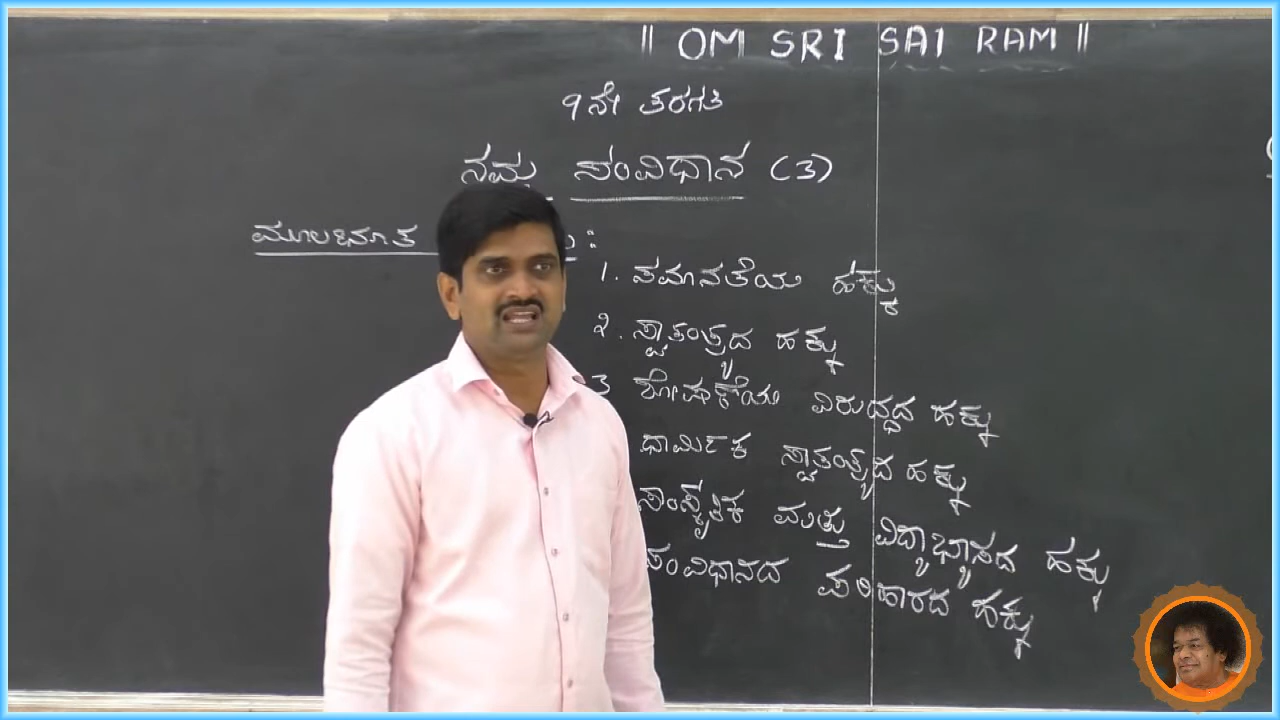 ॥ OM SRI SAI RAM ॥
9ನೇ ತರಗತಿ
ನಮ್ಮ ಸಂವಿಧಾನ (3)
ಮೂಲಭೂತ :
1. ಸಮಾನತೆಯ ಹಕ್ಕು
2. ಸ್ವಾತಂತ್ರ್ಯದ ಹಕ್ಕು
3 ಶೋಷಣೆಯ ವಿರುದ್ಧದ ಹಕ್ಕು
ಧಾರ್ಮಿಕ ಸ್ವಾತಂತ್ರ್ಯದ ಹಕ್ಕು
ಸಾಂಸ್ಕೃತಿಕ ಮತ್ತು ವಿದ್ಯಾಭ್ಯಾಸದ ಹಕ್ಕು
ಸಂವಿಧಾನದ ಪರಿಹಾರದ ಹಕ್ಕು